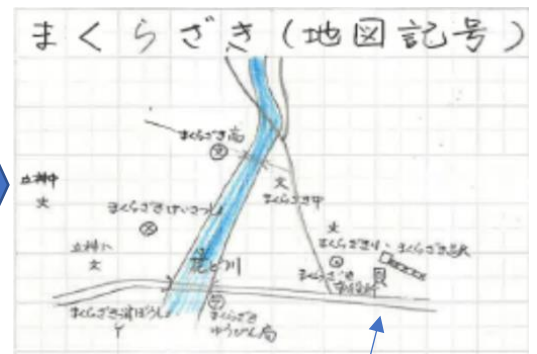 まくらざき(地図記号)
まくらざき高
文
文
まくらざき中
立神中
文
まくらざきけいさつしょ
文
まくらざき小
まくらざき駅
立神小
文
花と川
まくらざき市
市役所
まくらざき消ぼうしょ
まくらざき
ゆうびん局